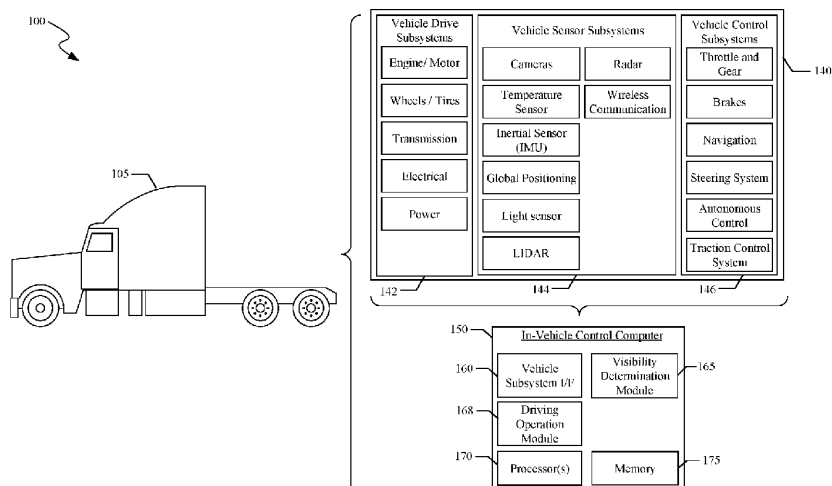 100
105
Vehicle Drive
Subsystems
Engine/ Motor
Wheels / Tires
Transmission
Electrical
Power
142
Vehicle Sensor Subsystems
Cameras
Radar
Temperature
Sensor
Wireless
Communication
Inertial Sensor
(IMU)
Global Positioning
Light sensor
LIDAR
144
Vehicle Control
Subsystems
Throttle and
Gear
Brakes
Navigation
Steering System
Autonomous
Control
Traction Control
System
146
140
150
In-Vehicle Control Computer
160
Vehicle
Subsystem I/F
Visibility
Determination
Module
165
168
Driving
Operation
Module
170
Processor(s)
Memory
175